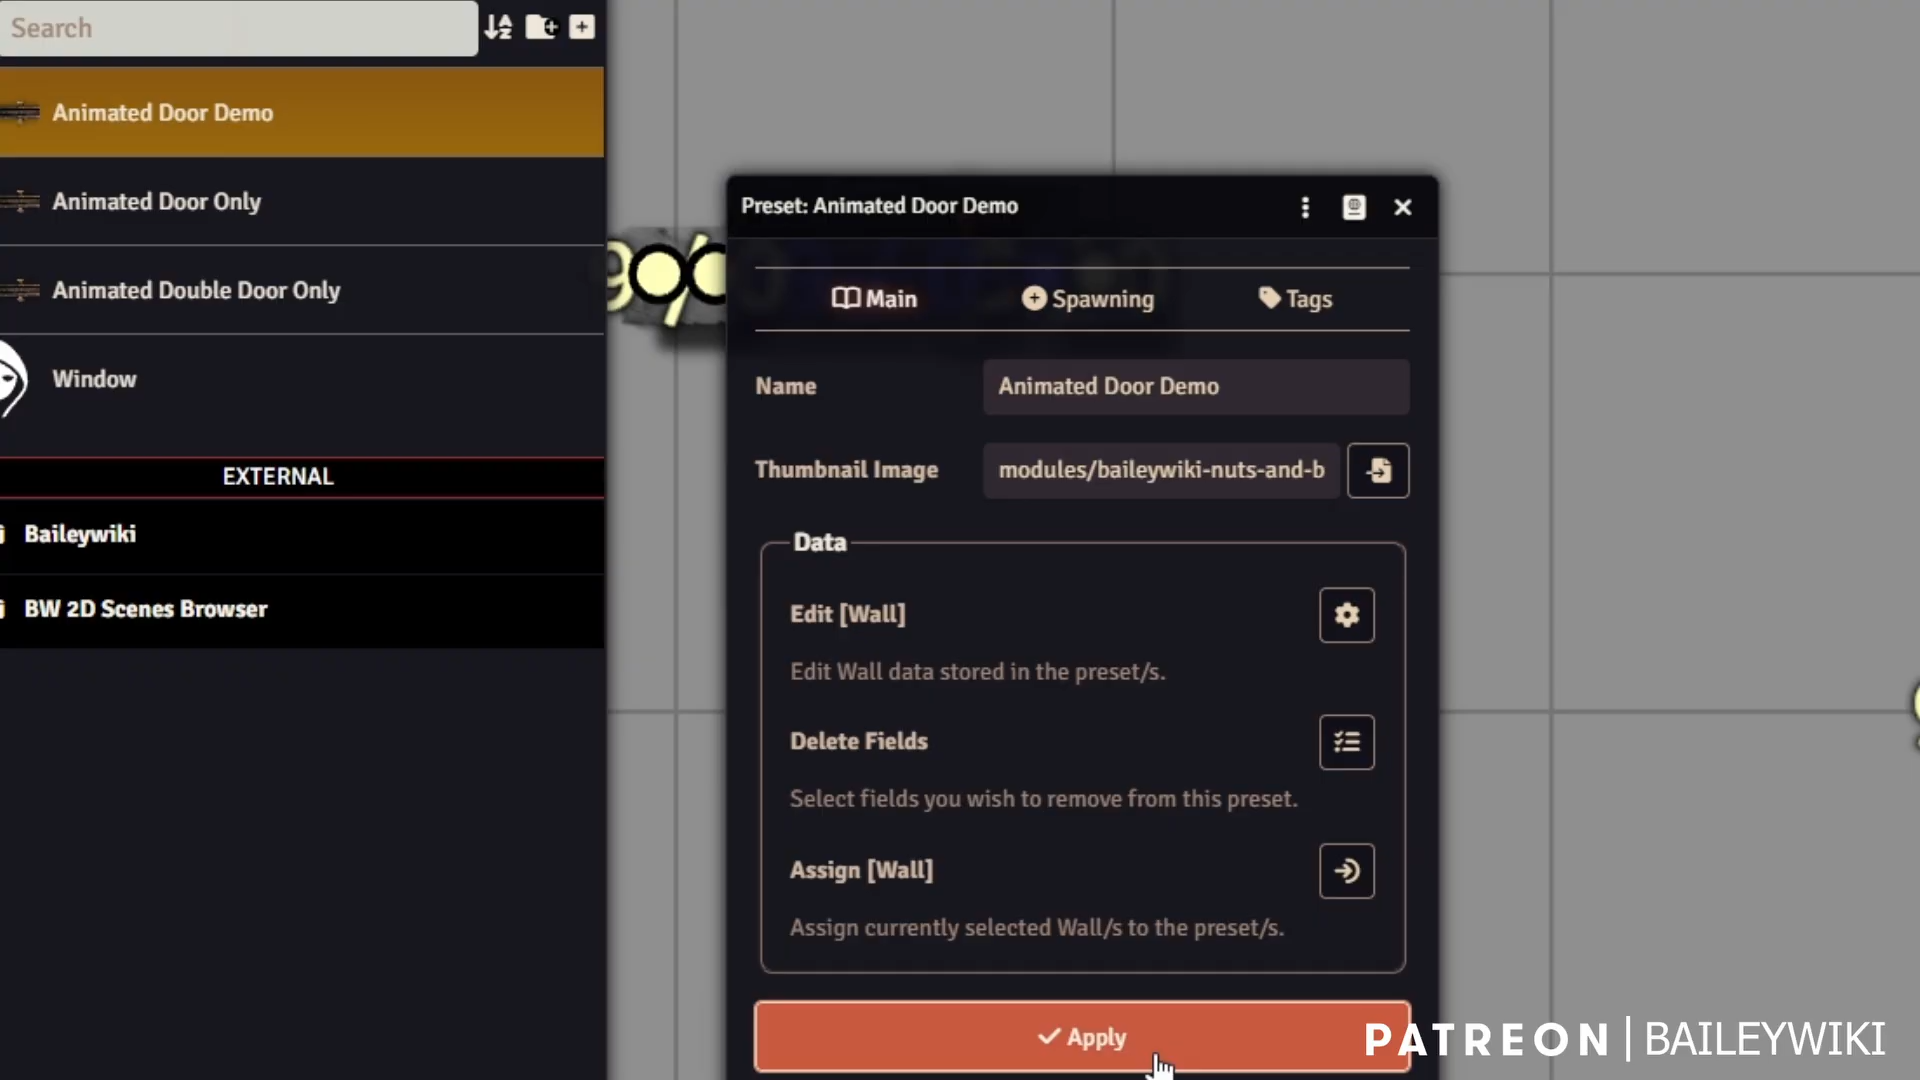 Search
Animated Door Demo
Animated Door Only
Animated Double Door Only
Window
EXTERNAL
Baileywiki
BW 2D Scenes Browser
Preset: Animated Door Demo
Main
Spawning
Tags
Name
Animated Door Demo
Thumbnail Image
modules/baileywiki-nuts-and-b
Data
Edit [Wall]
Edit Wall data stored in the preset/s.
Delete Fields
Select fields you wish to remove from this preset.
Assign [Wall]
Assign currently selected Wall/s to the preset/s.
Apply
PATREON | BAILEYWIKI